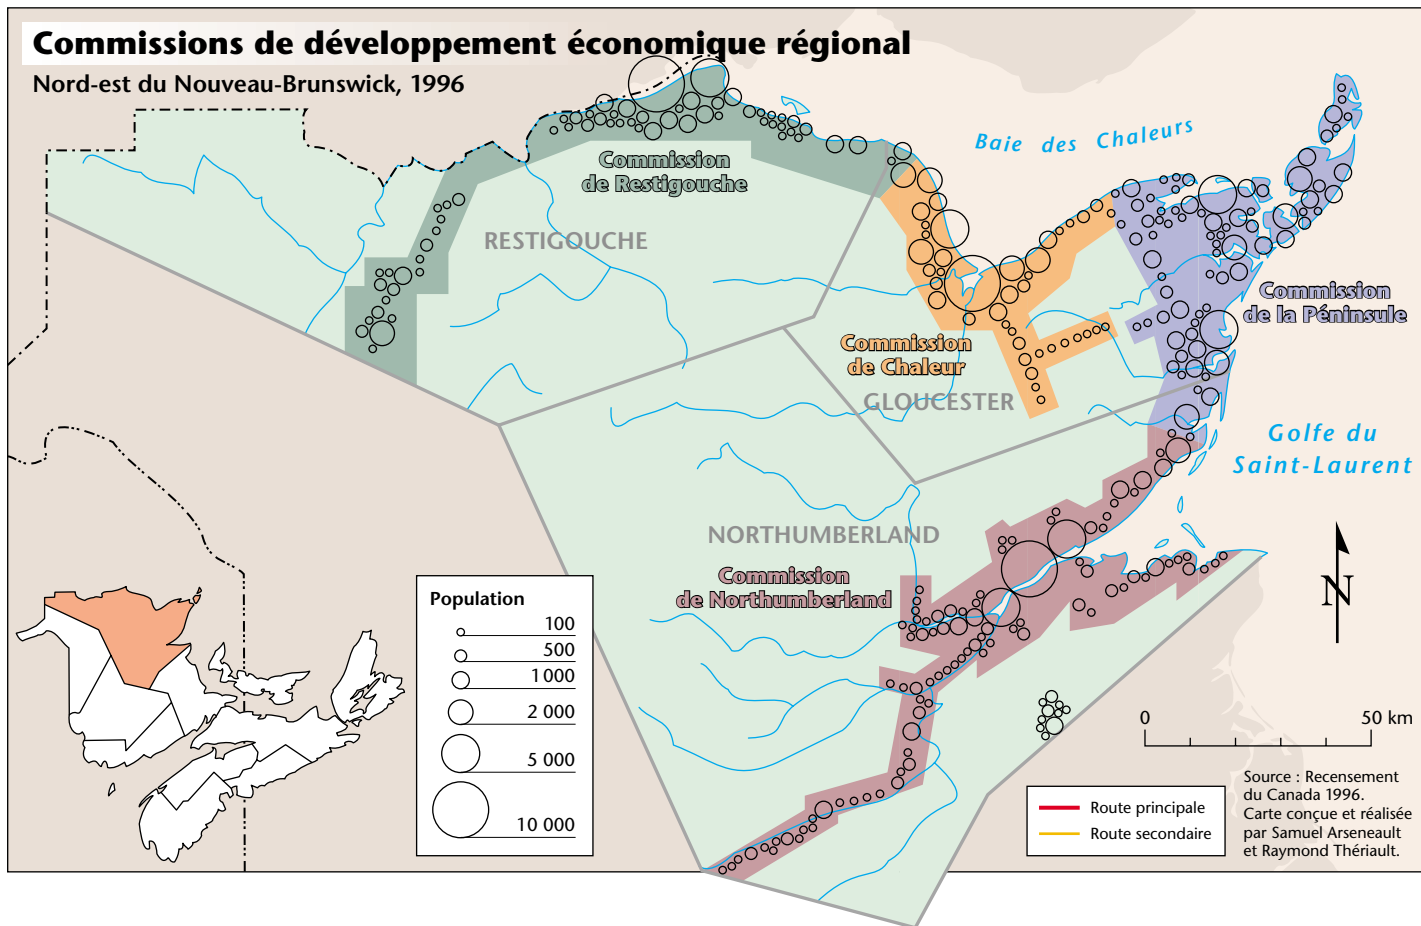 Commissions de développement économique régional
Nord-est du Nouveau-Brunswick, 1996
Baie des Chaleurs
Commission
de Restigouche
RESTIGOUCHE
Commission
de la Péninsule
Commission
de Chaleur
GLOUCESTER
Golfe du
Saint-Laurent
NORTHUMBERLAND
Commission
de Northumberland
N
Population
100
500
1 000
2 000
5 000
10 000
0 50 km
Route principale
Route secondaire
Source : Recensement
du Canada 1996.
Carte conçue et réalisée
par Samuel Arseneault
et Raymond Thériault.